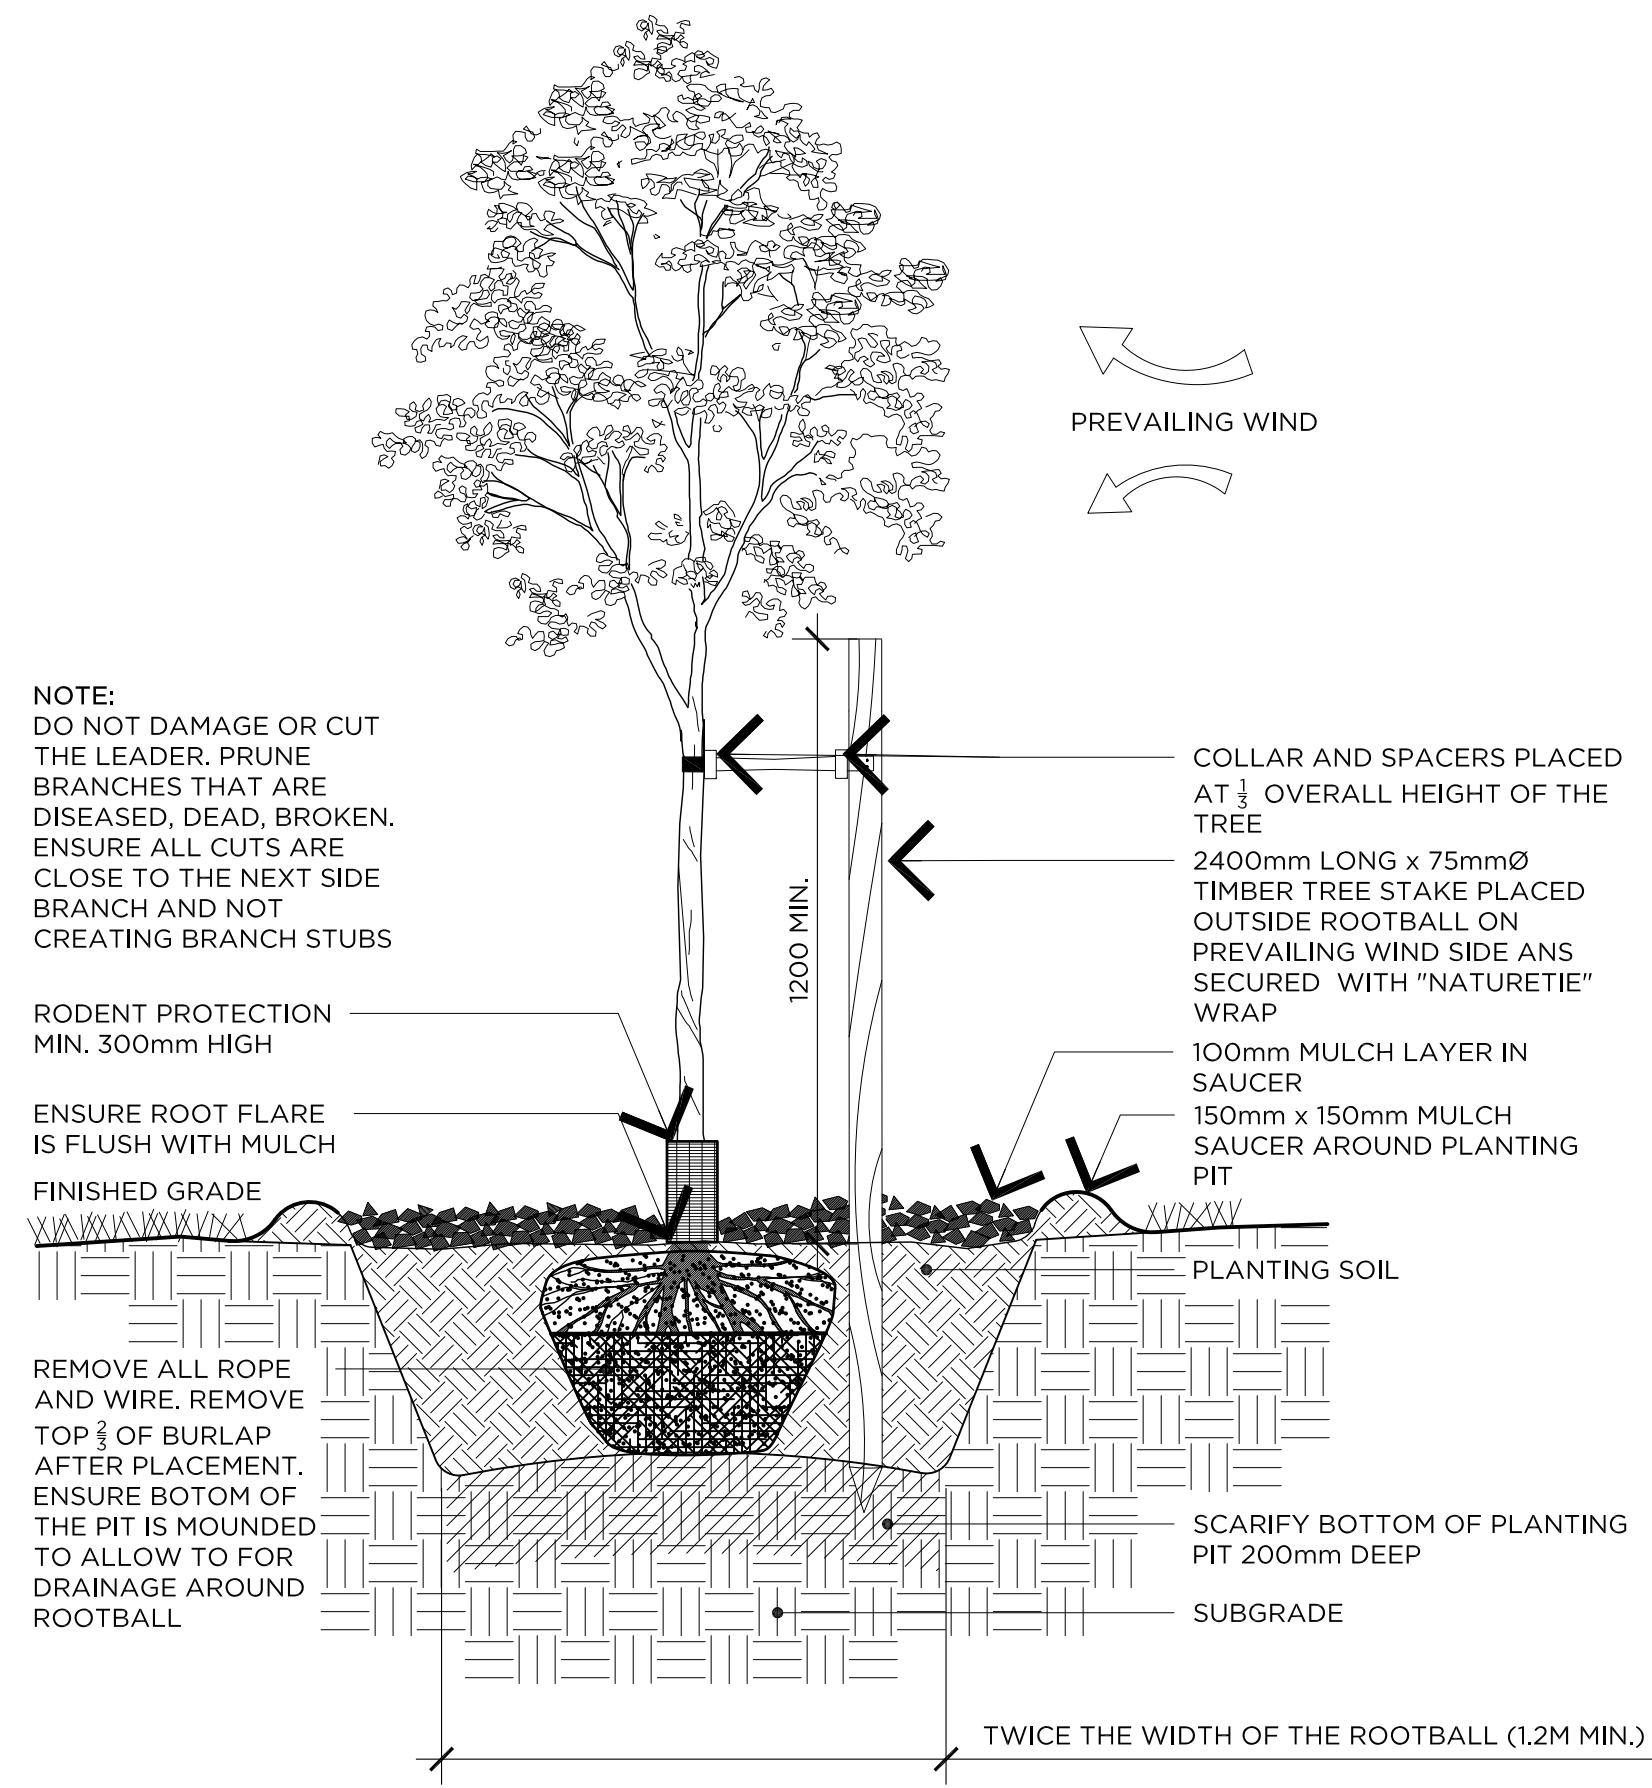 PREVAILING WIND
NOTE:
DO NOT DAMAGE OR CUT
THE LEADER. PRUNE
BRANCHES THAT ARE
DISEASED, DEAD, BROKEN.
ENSURE ALL CUTS ARE
CLOSE TO THE NEXT SIDE
BRANCH AND NOT
CREATING BRANCH STUBS
RODENT PROTECTION
MIN. 300mm HIGH
ENSURE ROOT FLARE
IS FLUSH WITH MULCH
FINISHED GRADE
REMOVE ALL ROPE
AND WIRE. REMOVE
TOP 2/3 OF BURLAP
AFTER PLACEMENT.
ENSURE BOTOM OF
THE PIT IS MOUNDED
TO ALLOW TO FOR
DRAINAGE AROUND
ROOTBALL
1200 MIN.
COLLAR AND SPACERS PLACED
AT 1/3 OVERALL HEIGHT OF THE
TREE
2400mm LONG x 75mmØ
TIMBER TREE STAKE PLACED
OUTSIDE ROOTBALL ON
PREVAILING WIND SIDE ANS
SECURED WITH "NATURETIE"
WRAP
100mm MULCH LAYER IN
SAUCER
150mm x 150mm MULCH
SAUCER AROUND PLANTING
PIT
PLANTING SOIL
SCARIFY BOTTOM OF PLANTING
PIT 200mm DEEP
SUBGRADE
TWICE THE WIDTH OF THE ROOTBALL (1.2M MIN.)